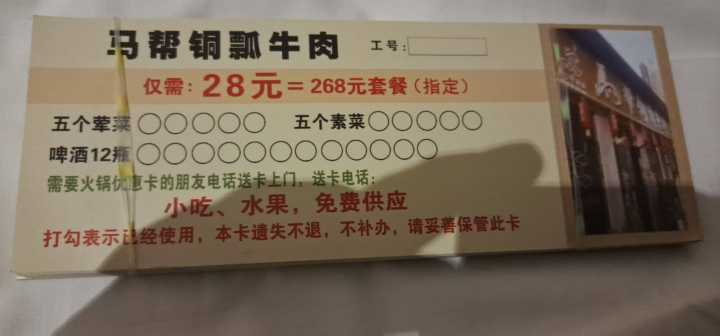 马帮铜瓢牛肉 工号:
仅需: 28元=268元套餐(指定)
五个荤菜○○○○○ 五个素菜○○○○○
啤酒12瓶○○○○○○○○○○○○
需要火锅优惠卡的朋友电话送卡上门,送卡电话:
小吃、水果,免费供应
打勾表示已经使用,本卡遗失不退,不补办,请妥善保管此卡